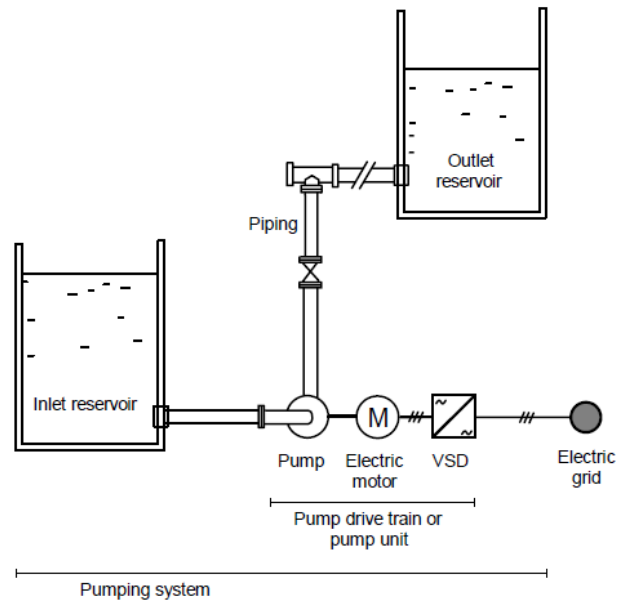 Outlet
reservoir
Piping
Inlet reservoir
M
Pump
Electric
motor
VSD
Electric
grid
Pump drive train or
pump unit
Pumping system